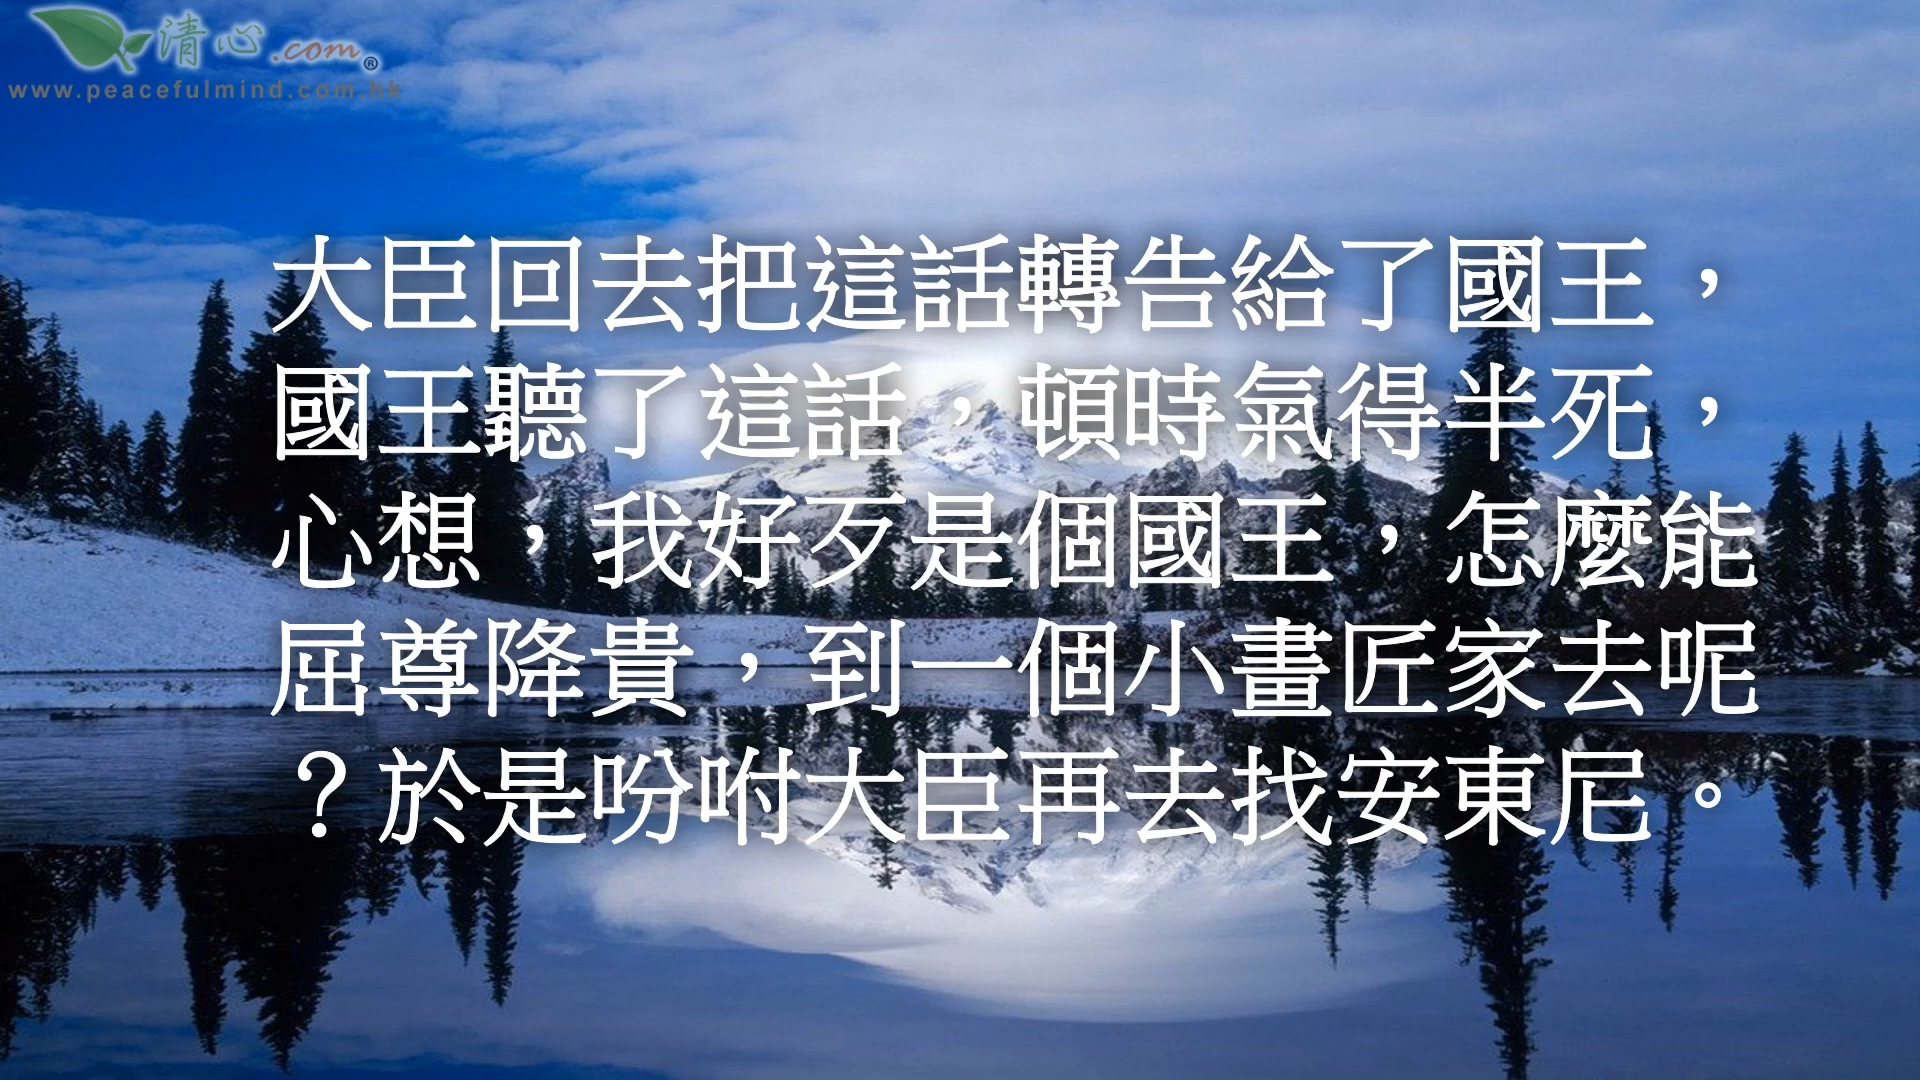 清心.com®
www.peacefulmind.com.hk
大臣回去把這話轉告給了國王，
國王聽了這話，頓時氣得半死，
心想，我好歹是個國王，怎麼能
屈尊降貴，到一個小畫匠家去呢
？於是吩咐大臣再去找安東尼。